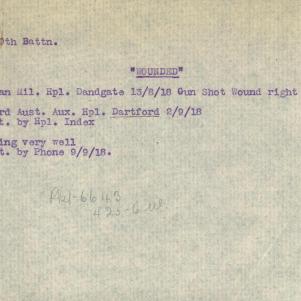 0th Battn.
"WOUNDED"
an Mil. Hpl. Dandgate 13/8/18 Gun Shot Wound right
rd Aust. Aux. Hpl. Dartford 2/9/18
t. by Hpl. Index
ing very well
t. by Phone 9/9/18.